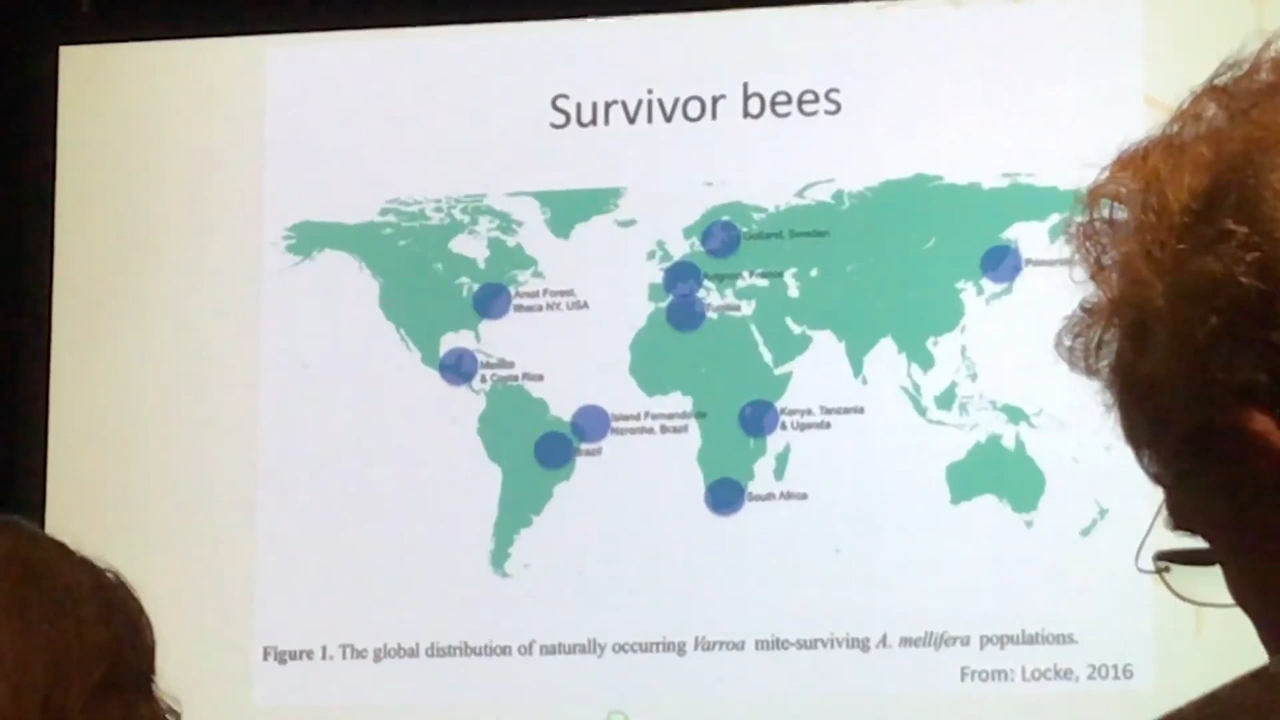 Survivor bees
Gotland, Sweden
Avignon, France
Arnot Forest,
Ithaca NY, USA
Tunisia
Mexico
& Costa Rica
Island Fernando de
Noronha, Brazil
Brazil
Kenya, Tanzania
& Uganda
South Africa
Figure 1. The global distribution of naturally occurring Varroa mite-surviving A. mellifera populations.
From: Locke, 2016